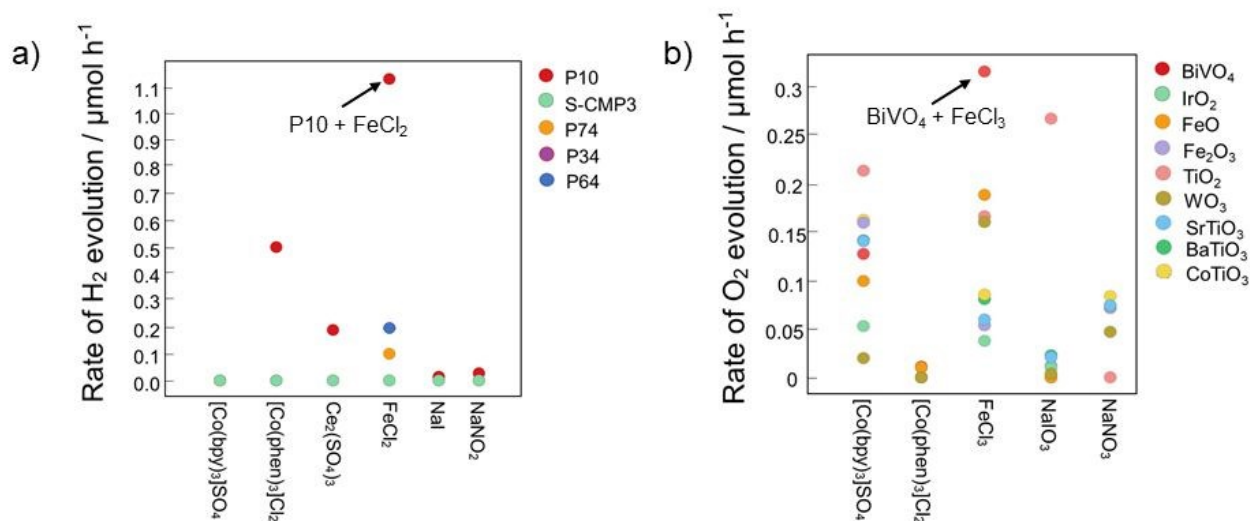 a)
Rate of H₂ evolution / μmol h⁻¹
1.1
1.0
0.9
0.8
0.7
0.6
0.5
0.4
0.3
0.2
0.1
0.0
P10 + FeCl₂
[Co(bpy)₃]SO₄
[Co(phen)₃]Cl₂
Ce₂(SO₄)₃
FeCl₂
NaI
NaNO₂
P10
S-CMP3
P74
P34
P64
b)
Rate of O₂ evolution / μmol h⁻¹
0.3
0.25
0.2
0.15
0.1
0.05
0
BiVO₄ + FeCl₃
[Co(bpy)₃]SO₄
[Co(phen)₃]Cl₂
FeCl₃
NaIO₃
NaNO₃
BiVO₄
IrO₂
FeO
Fe₂O₃
TiO₂
WO₃
SrTiO₃
BaTiO₃
CoTiO₃